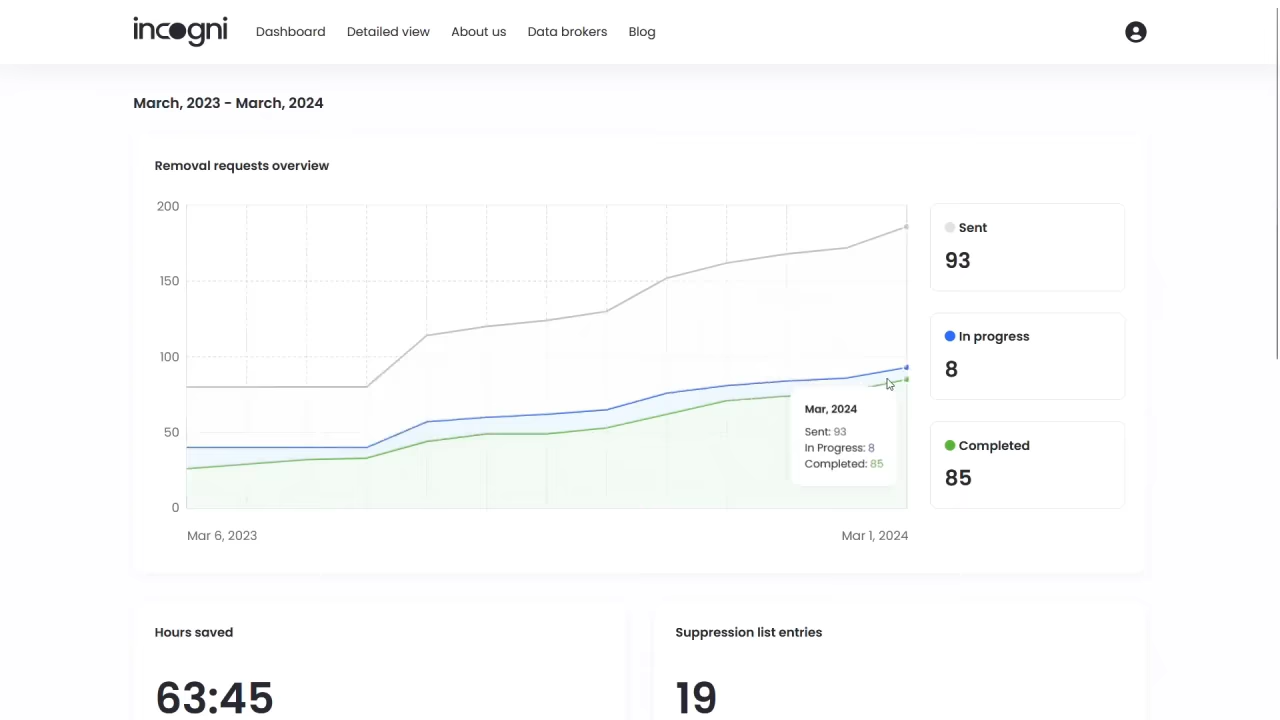 incogni
Dashboard
Detailed view
About us
Data brokers
Blog
March, 2023 - March, 2024
Removal requests overview
200
150
100
50
0
Mar 6, 2023
Mar 1, 2024
Mar, 2024
Sent: 93
In Progress: 8
Completed: 85
Sent
93
In progress
8
Completed
85
Hours saved
63:45
Suppression list entries
19